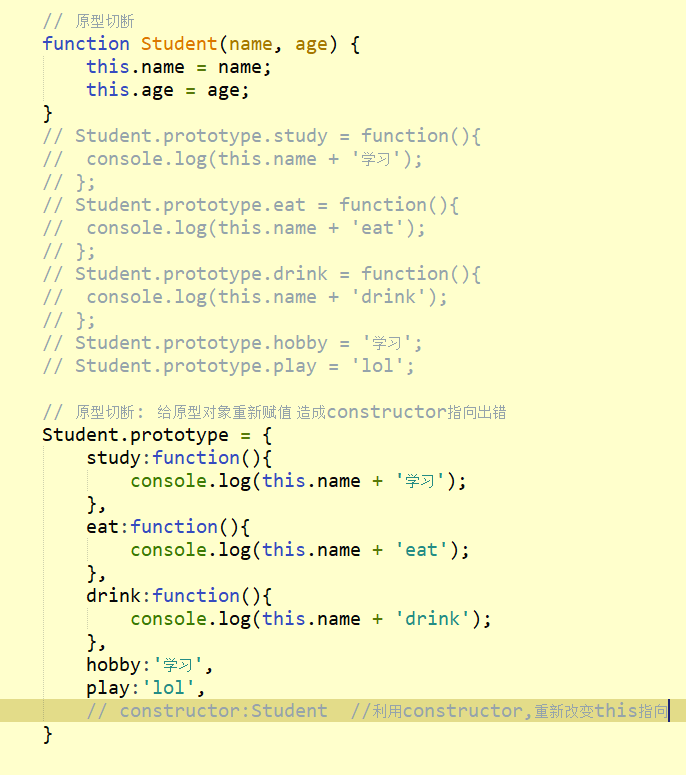 // 原型切断
function Student(name, age) {
    this.name = name;
    this.age = age;
}
// Student.prototype.study = function(){
//  console.log(this.name + '学习');
// };
// Student.prototype.eat = function(){
//  console.log(this.name + 'eat');
// };
// Student.prototype.drink = function(){
//  console.log(this.name + 'drink');
// };
// Student.prototype.hobby = '学习';
// Student.prototype.play = 'lol';
// 原型切断: 给原型对象重新赋值 造成constructor指向出错
Student.prototype = {
    study:function(){
        console.log(this.name + '学习');
    },
    eat:function(){
        console.log(this.name + 'eat');
    },
    drink:function(){
        console.log(this.name + 'drink');
    },
    hobby:'学习',
    play:'lol',
    // constructor:Student  //利用constructor,重新改变this指向
}